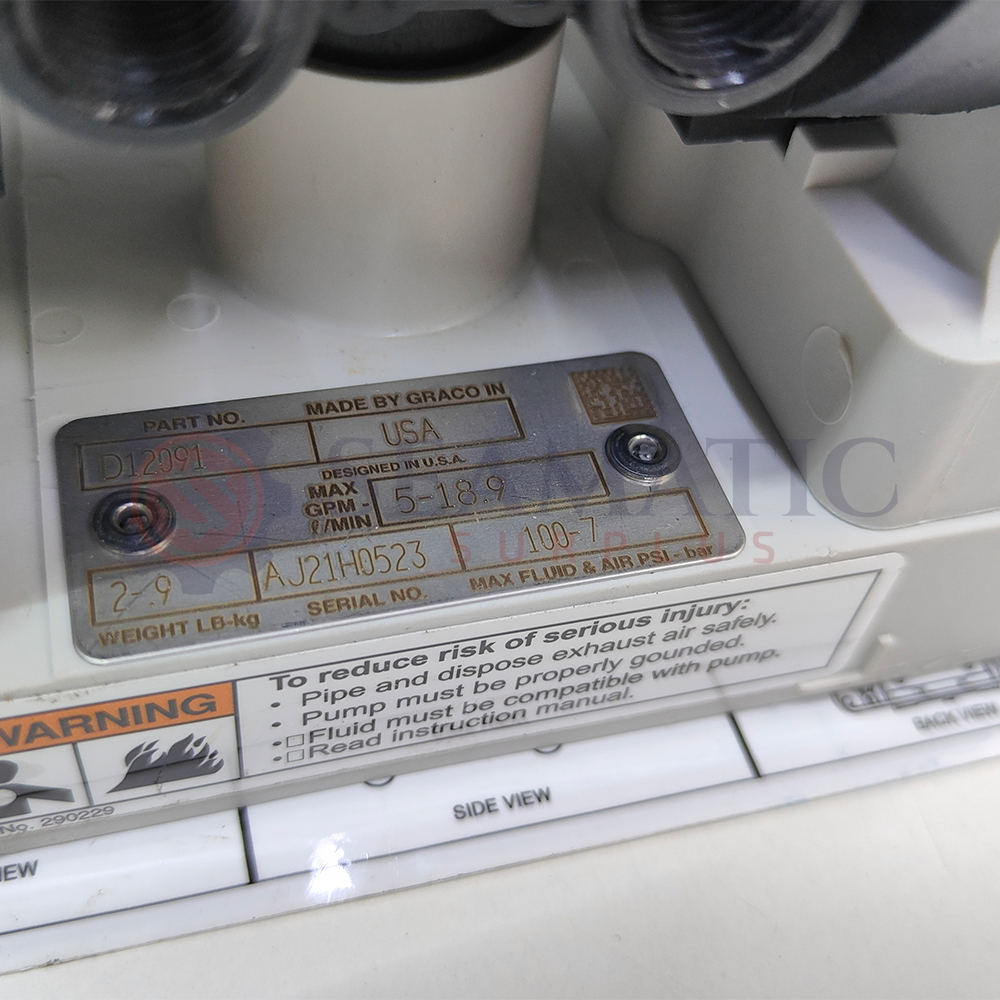 PART NO. MADE BY GRACO IN
D12091 USA
DESIGNED IN U.S.A.
MAX
GPM - 5-18.9
ℓ/MIN
2-.9 AJ21H0523 100-7
WEIGHT LB-kg SERIAL NO. MAX FLUID & AIR PSI - bar
SEAMATIC
SURPLUS
WARNING
To reduce risk of serious injury:
• Pipe and dispose exhaust air safely.
• Pump must be properly grounded.
•□Fluid must be compatible with pump.
•□Read instruction manual.
No. 290229
SIDE VIEW
BACK VIEW